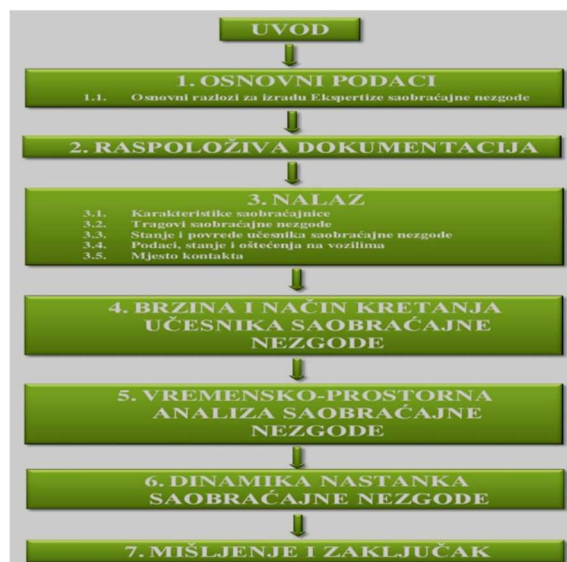 UVOD
1. OSNOVNI PODACI
1.1. Osnovni razlozi za izradu Ekspertize saobraćajne nezgode
2. RASPOLOŽIVA DOKUMENTACIJA
3. NALAZ
3.1. Karakteristike saobraćajnice
3.2. Tragovi saobraćajne nezgode
3.3. Stanje i povrede učesnika saobraćajne nezgode
3.4. Podaci, stanje i oštećenja na vozilima
3.5. Mjesto kontakta
4. BRZINA I NAČIN KRETANJA
UČESNIKA SAOBRAĆAJNE
NEZGODE
5. VREMENSKO-PROSTORNA
ANALIZA SAOBRAĆAJNE
NEZGODE
6. DINAMIKA NASTANKA
SAOBRAĆAJNE NEZGODE
7. MIŠLJENJE I ZAKLJUČAK